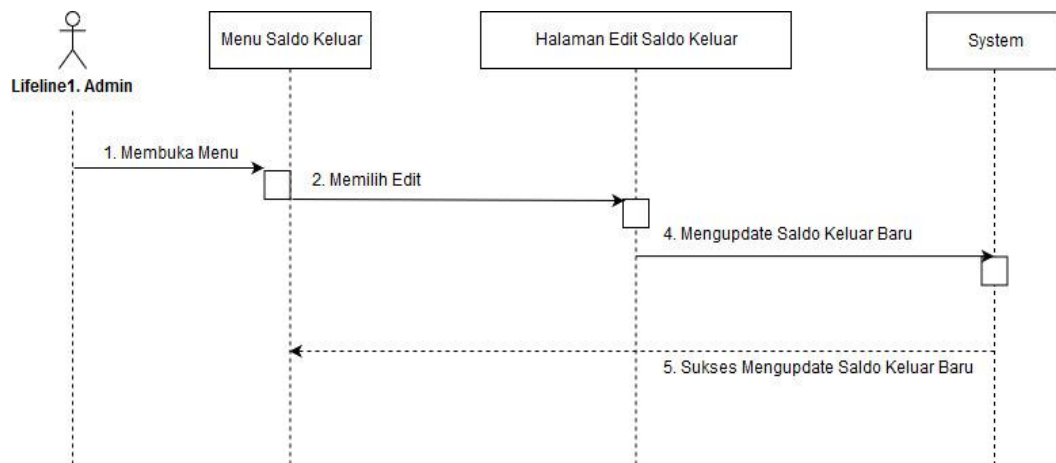 Menu Saldo Keluar
Halaman Edit Saldo Keluar
System
Lifeline1. Admin
1. Membuka Menu
2. Memilih Edit
4. Mengupdate Saldo Keluar Baru
5. Sukses Mengupdate Saldo Keluar Baru